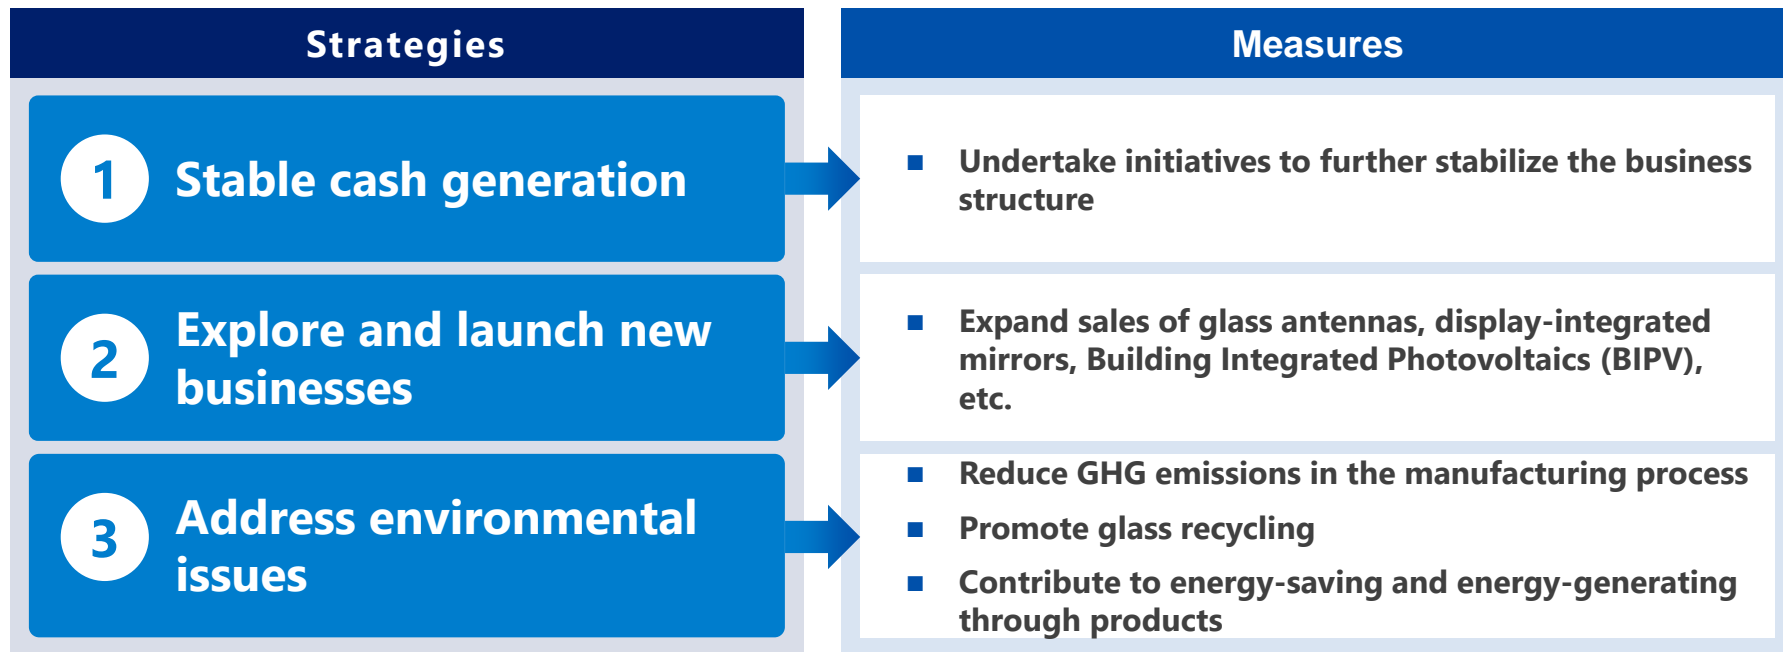 Strategies
Measures
1
Stable cash generation
■ Undertake initiatives to further stabilize the business
structure
2
Explore and launch new
businesses
■ Expand sales of glass antennas, display-integrated
mirrors, Building Integrated Photovoltaics (BIPV),
etc.
3
Address environmental
issues
■ Reduce GHG emissions in the manufacturing process
■ Promote glass recycling
■ Contribute to energy-saving and energy-generating
through products